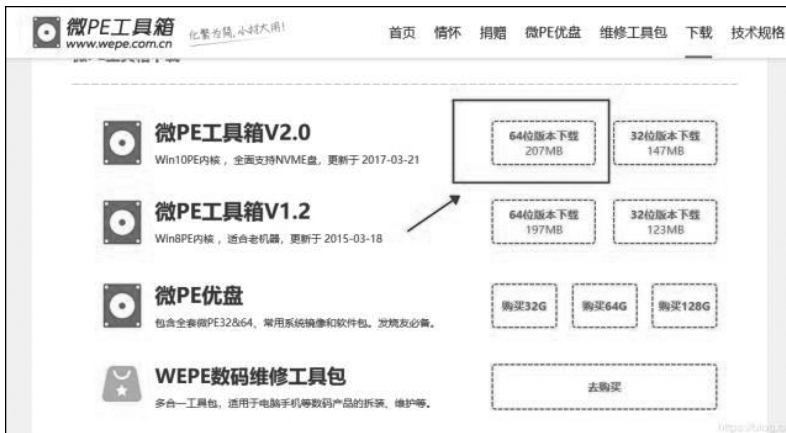 微PE工具箱
www.wepe.com.cn
化繁为简,小材大用!
首页 情怀 捐赠 微PE优盘 维修工具包 下载 技术规格
微PE工具箱下载
微PE工具箱V2.0
Win10PE内核，全面支持NVME盘，更新于 2017-03-21
64位版本下载
207MB
32位版本下载
147MB
微PE工具箱V1.2
Win8PE内核，适合老机器，更新于 2015-03-18
64位版本下载
197MB
32位版本下载
123MB
微PE优盘
包含全套微PE32&64、常用系统镜像和软件包。发烧友必备。
购买32G
购买64G
购买128G
WEPE数码维修工具包
多合一工具包，适用于电脑手机等数码产品的拆装、维护等。
去购买